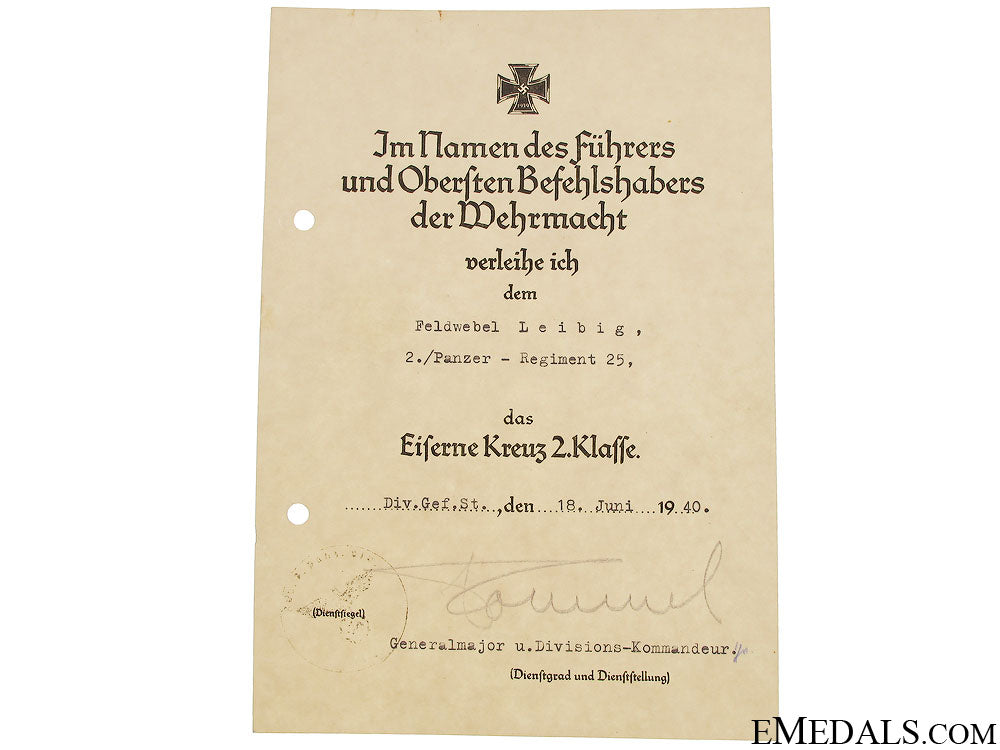 1939
Im Namen des Führers
und Oberſten Befehlshabers
der Wehrmacht
verleihe ich
dem
Feldwebel L e i b i g ,
2./Panzer - Regiment 25,
das
Eiſerne Kreuz 2.Klaſſe.
......Div.Gef.St..,den....18. Juni....19.40.
Rommel
(Dienſtſiegel)
Generalmajor u.Divisions-Kommandeur.
(Dienſtgrad und Dienſtſtellung)
EMEDALS.COM